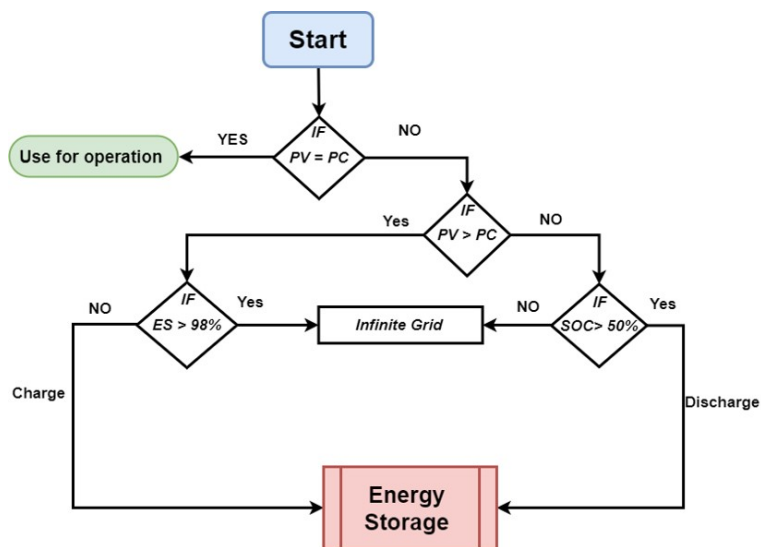 Start
IF
PV = PC
YES
NO
Use for operation
IF
PV > PC
Yes
NO
IF
ES > 98%
NO
Yes
Infinite Grid
NO
IF
SOC> 50%
Yes
Charge
Discharge
Energy
Storage